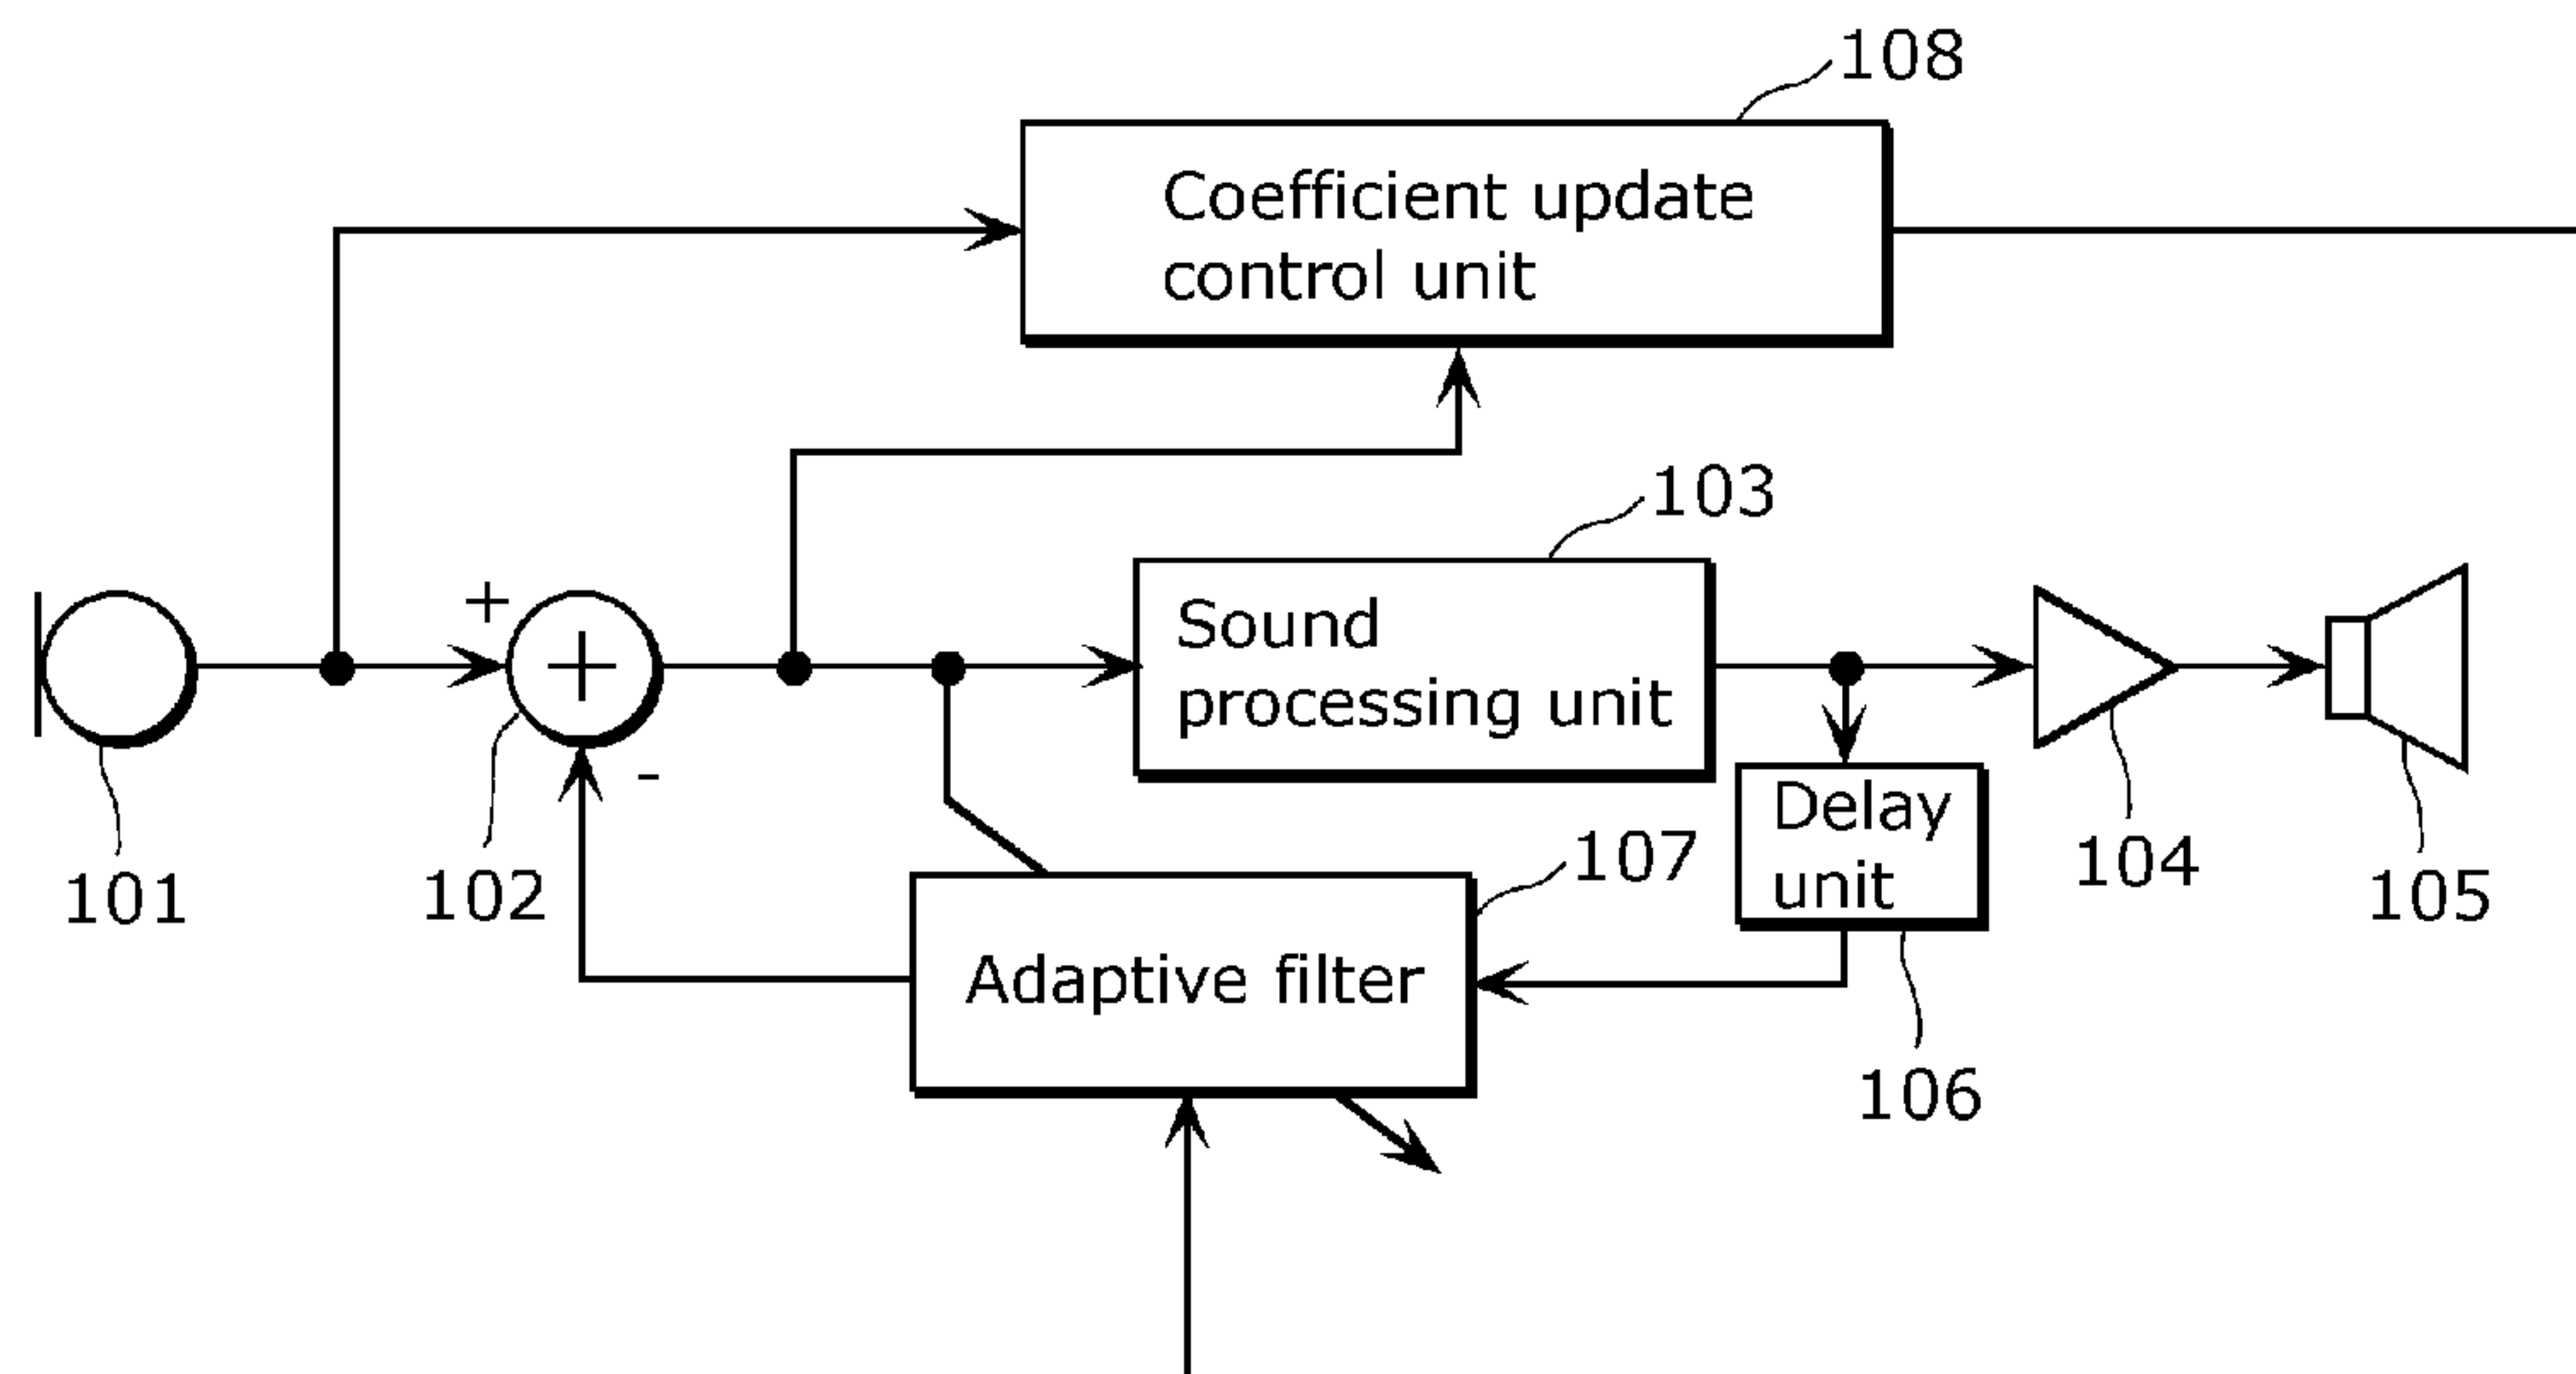 108
Coefficient update
control unit
103
+
+
Sound
processing unit
-
Delay
unit
107
104
101
102
105
Adaptive filter
106